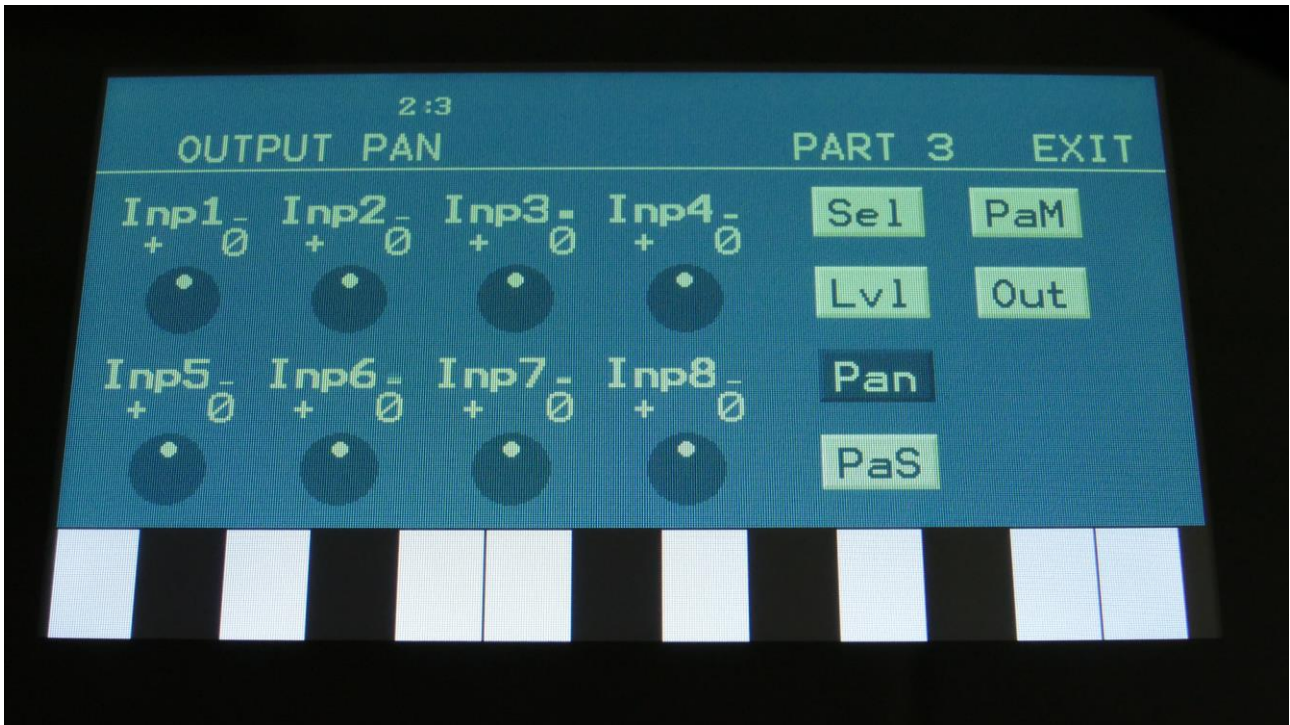 2:3
OUTPUT PAN PART 3 EXIT
Inp1 Inp2 Inp3 Inp4 Sel PaM
+ 0 + 0 + 0 + 0
Lvl Out
Inp5 Inp6 Inp7 Inp8 Pan
+ 0 + 0 + 0 + 0
PaS